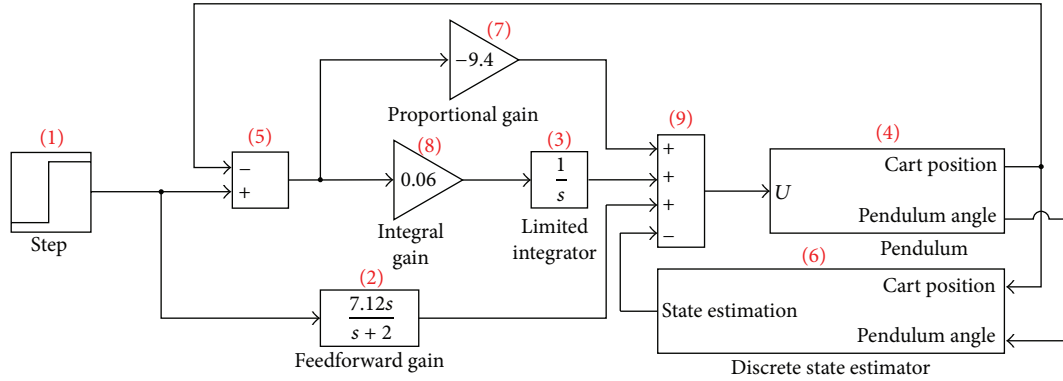 (7)
−9.4
Proportional gain
(1)
Step
(5)
−
+
(8)
0.06
Integral
gain
(3)
1
s
Limited
integrator
(9)
+
+
+
−
(4)
Cart position
U
Pendulum angle
Pendulum
(2)
7.12s
s + 2
Feedforward gain
(6)
Cart position
State estimation
Pendulum angle
Discrete state estimator